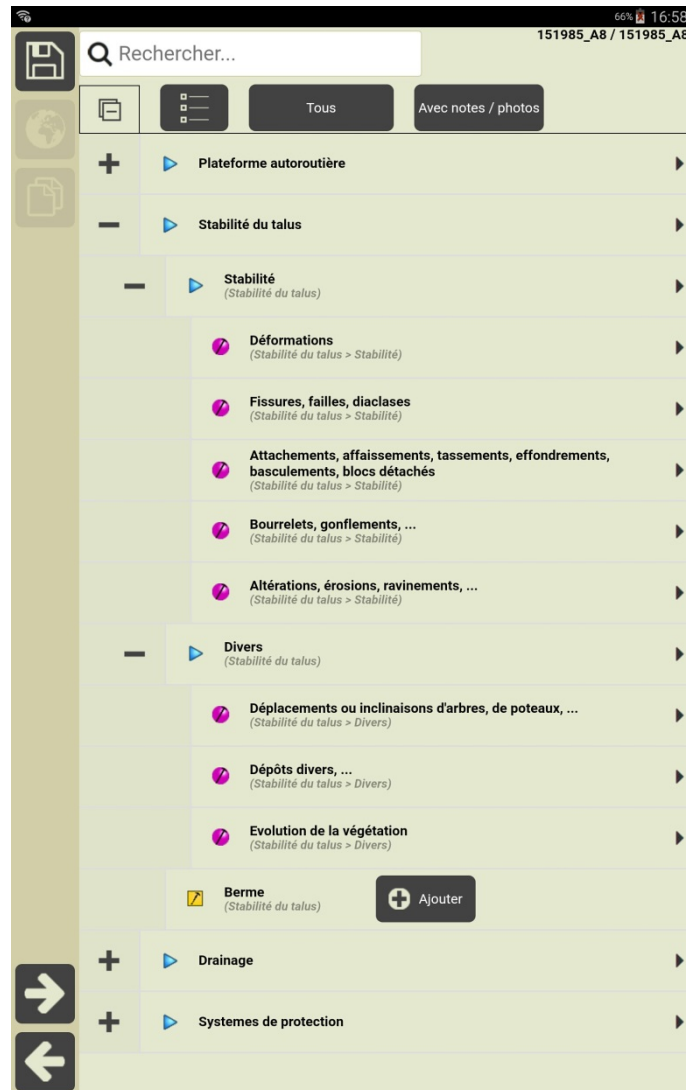 66% 16:58
151985_A8 / 151985_A8
Rechercher...
Tous
Avec notes / photos
Plateforme autoroutière
Stabilité du talus
Stabilité
(Stabilité du talus)
Déformations
(Stabilité du talus > Stabilité)
Fissures, failles, diaclases
(Stabilité du talus > Stabilité)
Attachements, affaissements, tassements, effondrements,
basculements, blocs détachés
(Stabilité du talus > Stabilité)
Bourrelets, gonflements, ...
(Stabilité du talus > Stabilité)
Altérations, érosions, ravinements, ...
(Stabilité du talus > Stabilité)
Divers
(Stabilité du talus)
Déplacements ou inclinaisons d'arbres, de poteaux, ...
(Stabilité du talus > Divers)
Dépôts divers, ...
(Stabilité du talus > Divers)
Evolution de la végétation
(Stabilité du talus > Divers)
Berme
(Stabilité du talus)
Ajouter
Drainage
Systemes de protection